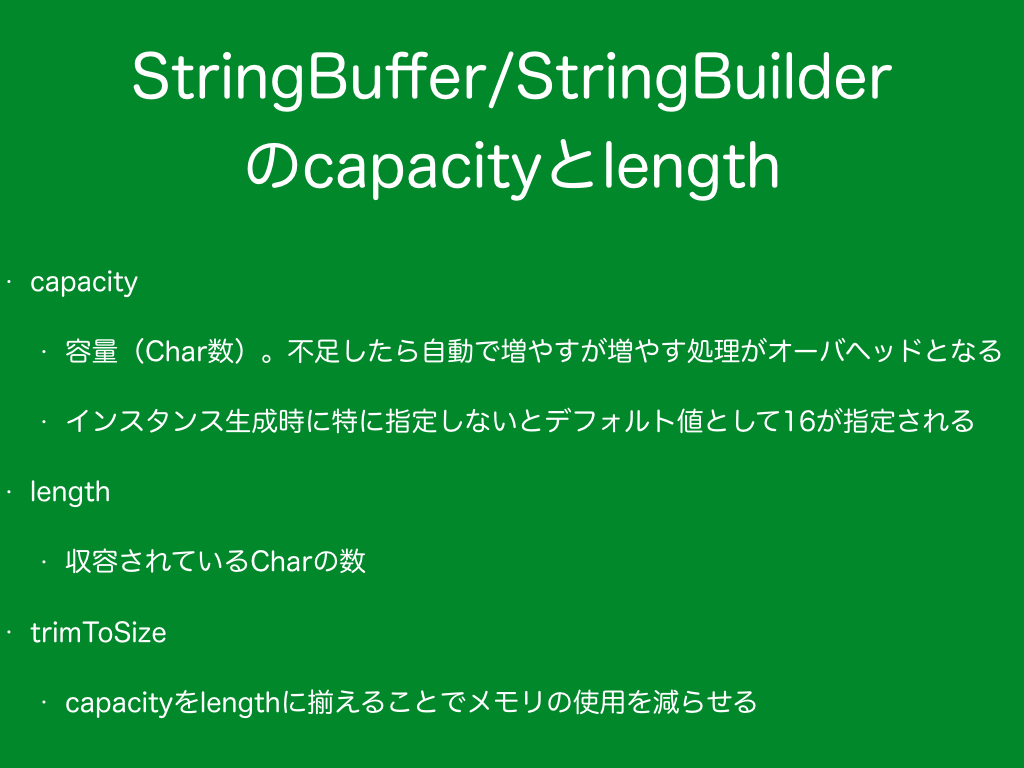 StringBuffer/StringBuilder
のcapacityとlength
・ capacity
・ 容量（Char数）。不足したら自動で増やすが増やす処理がオーバヘッドとなる
・ インスタンス生成時に特に指定しないとデフォルト値として16が指定される
・ length
・ 収容されているCharの数
・ trimToSize
・ capacityをlengthに揃えることでメモリの使用を減らせる